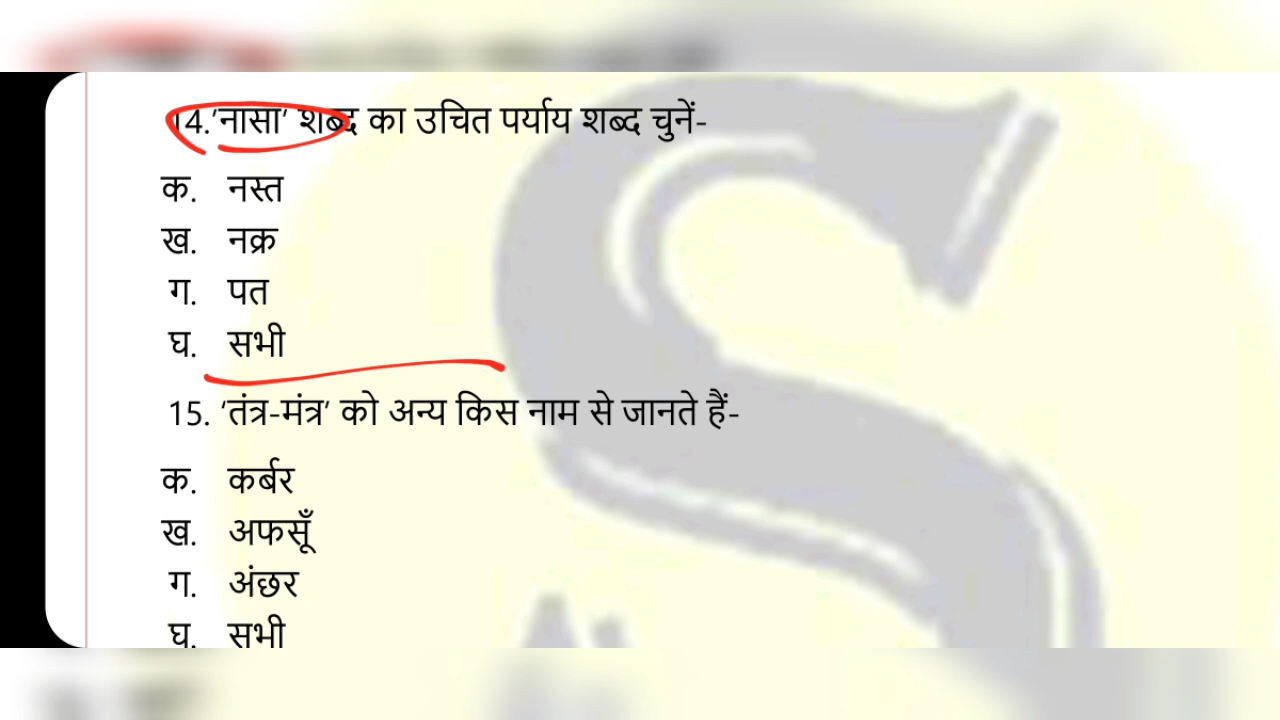 14.'नासा' शब्द का उचित पर्याय शब्द चुनें-
क. नस्त
ख. नक्र
ग. पत
घ. सभी
15. 'तंत्र-मंत्र' को अन्य किस नाम से जानते हैं-
क. कर्बर
ख. अफसूँ
ग. अंछर
घ. सभी